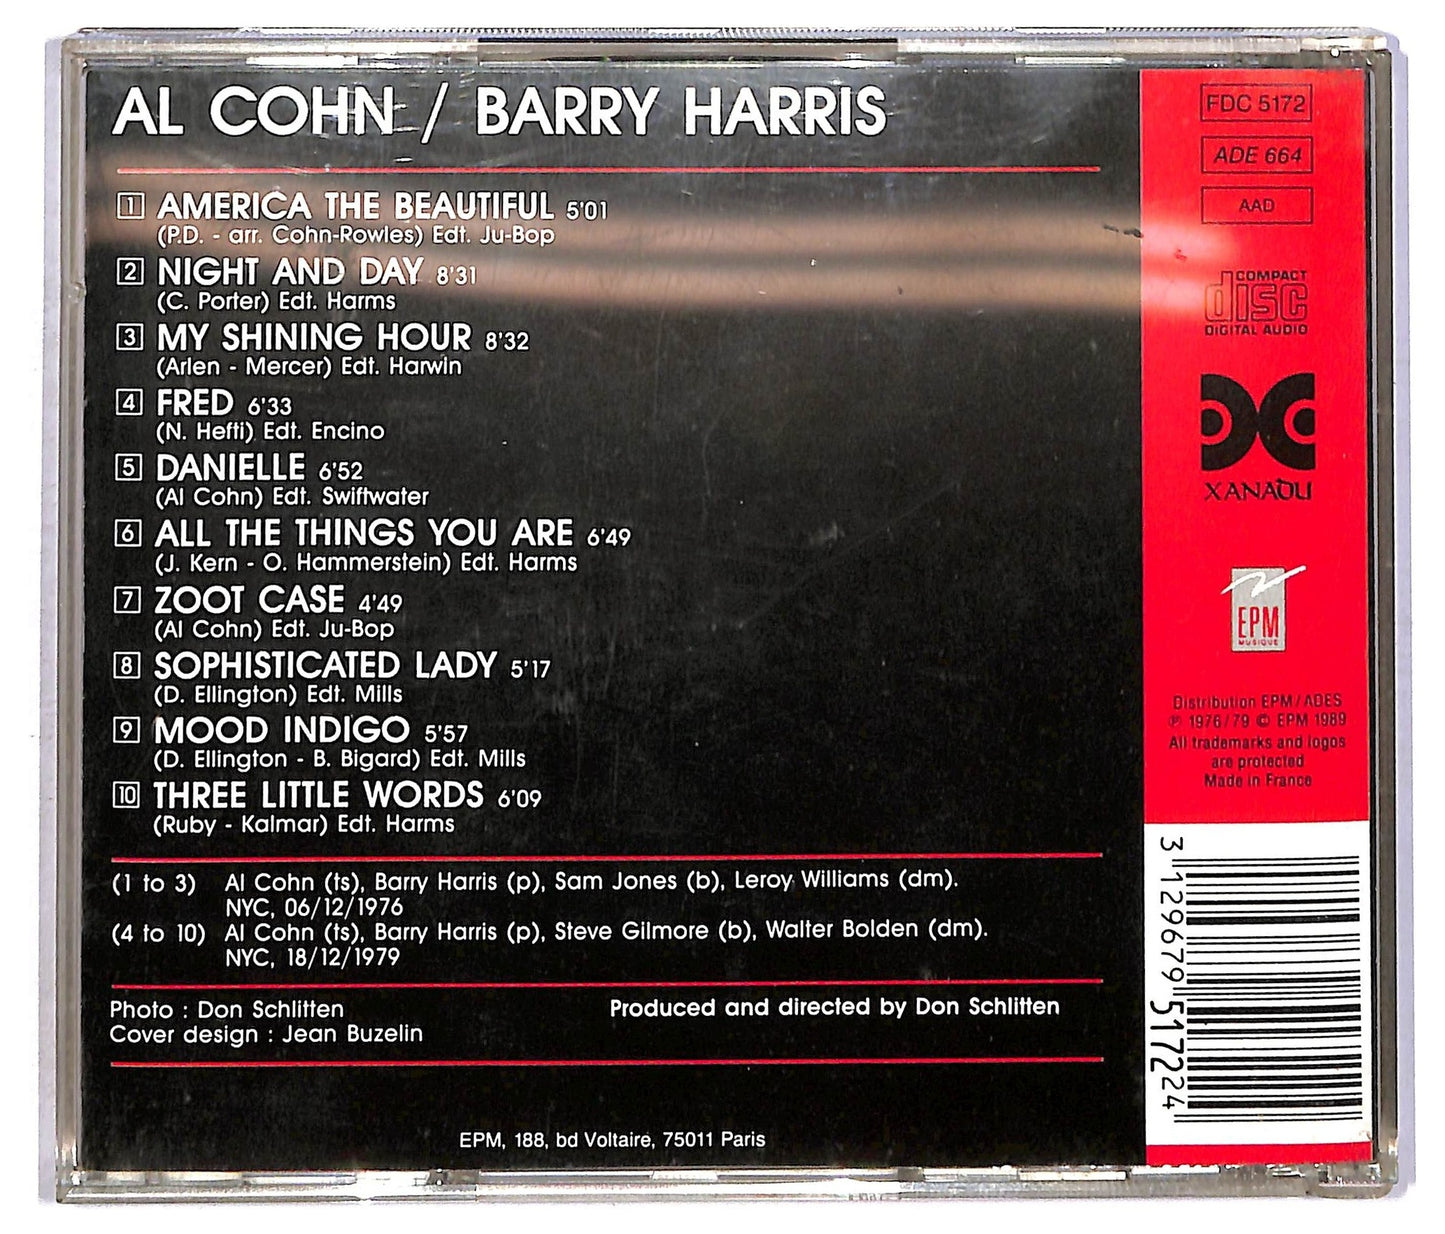 AL COHN / BARRY HARRIS
1 AMERICA THE BEAUTIFUL 5'01
(P.D. - arr. Cohn-Rowles) Edt. Ju-Bop
2 NIGHT AND DAY 8'31
(C. Porter) Edt. Harms
3 MY SHINING HOUR 8'32
(Arlen - Mercer) Edt. Harwin
4 FRED 6'33
(N. Hefti) Edt. Encino
5 DANIELLE 6'52
(Al Cohn) Edt. Swiftwater
6 ALL THE THINGS YOU ARE 6'49
(J. Kern - O. Hammerstein) Edt. Harms
7 ZOOT CASE 4'49
(Al Cohn) Edt. Ju-Bop
8 SOPHISTICATED LADY 5'17
(D. Ellington) Edt. Mills
9 MOOD INDIGO 5'57
(D. Ellington - B. Bigard) Edt. Mills
10 THREE LITTLE WORDS 6'09
(Ruby - Kalmar) Edt. Harms
(1 to 3) Al Cohn (ts), Barry Harris (p), Sam Jones (b), Leroy Williams (dm).
NYC, 06/12/1976
(4 to 10) Al Cohn (ts), Barry Harris (p), Steve Gilmore (b), Walter Bolden (dm).
NYC, 18/12/1979
Photo : Don Schlitten
Cover design : Jean Buzelin
Produced and directed by Don Schlitten
EPM, 188, bd Voltaire, 75011 Paris
FDC 5172
ADE 664
AAD
COMPACT
disc
DIGITAL AUDIO
XANADU
EPM
MUSIQUE
Distribution EPM/ADES
℗ 1976/79 © EPM 1989
All trademarks and logos
are protected
Made in France
3 129679 517224